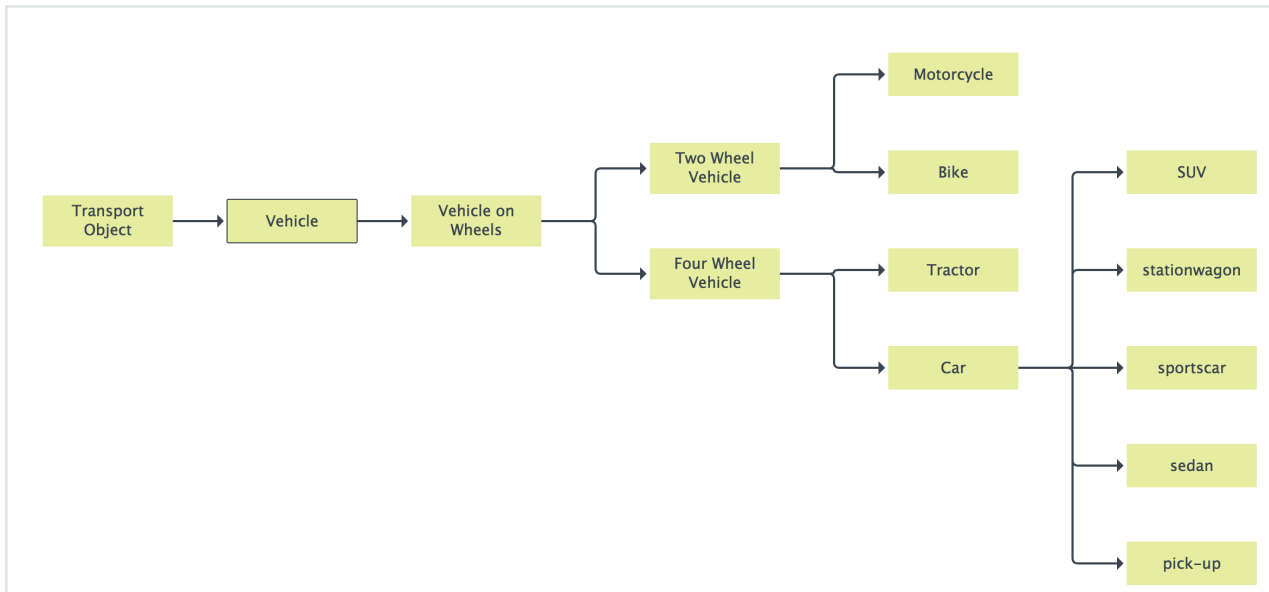 Transport
Object
Vehicle
Vehicle on
Wheels
Two Wheel
Vehicle
Four Wheel
Vehicle
Motorcycle
Bike
Tractor
Car
SUV
stationwagon
sportscar
sedan
pick-up